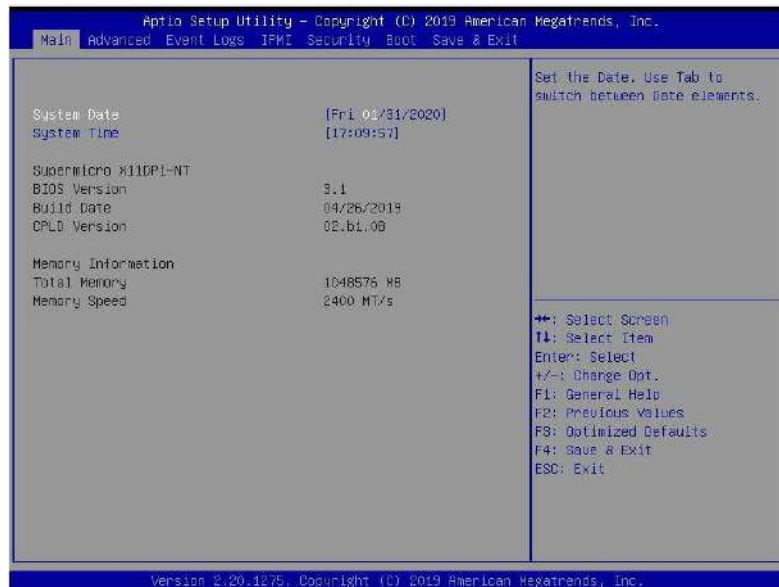 Aptio Setup Utility – Copyright (C) 2019 American Megatrends, Inc.
Main Advanced Event Logs IPMI Security Boot Save & Exit
System Date [Fri 01/31/2020]
System Time [17:09:57]
Supermicro X11DPi-NT
BIOS Version 3.1
Build Date 04/26/2019
CPLD Version 02.b1.0B
Memory Information
Total Memory 1048576 MB
Memory Speed 2400 MT/s
Set the Date. Use Tab to
switch between Date elements.
→←: Select Screen
↑↓: Select Item
Enter: Select
+/-: Change Opt.
F1: General Help
F2: Previous Values
F3: Optimized Defaults
F4: Save & Exit
ESC: Exit
Version 2.20.1275. Copyright (C) 2019 American Megatrends, Inc.